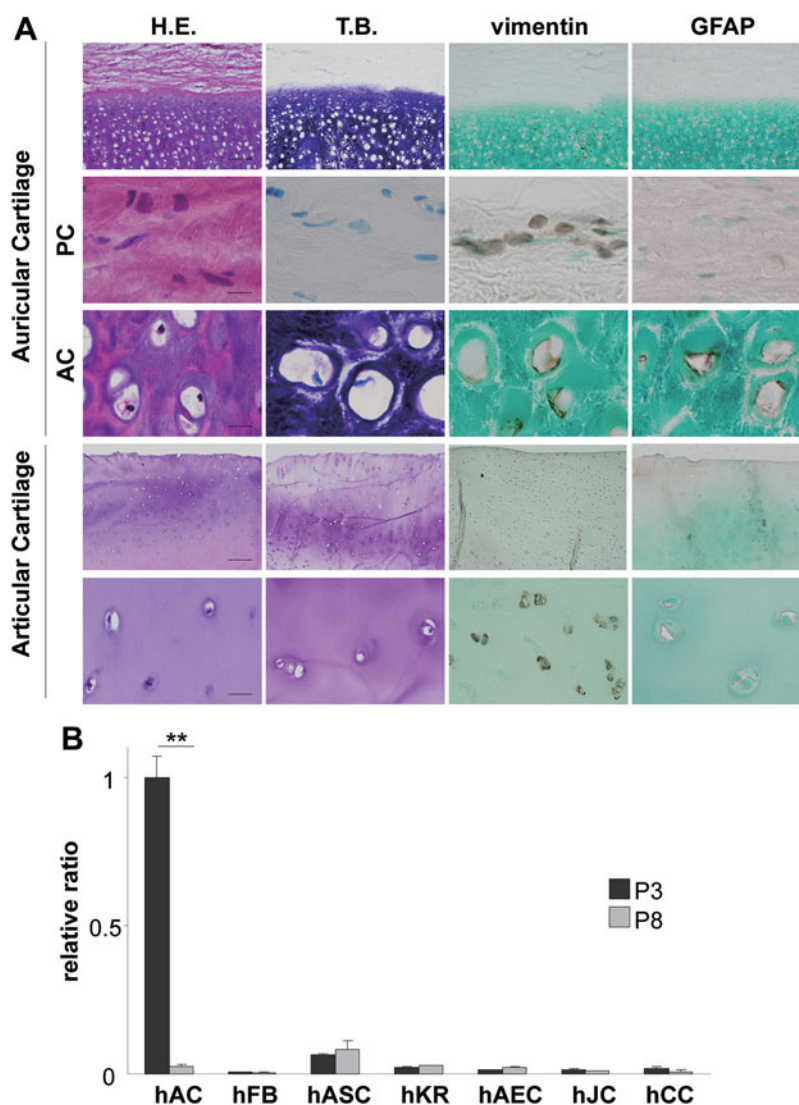 A
H.E. T.B. vimentin GFAP
Auricular Cartilage
PC
AC
Articular Cartilage
B
**
1
0.5
0
relative ratio
P3
P8
hAC hFB hASC hKR hAEC hJC hCC